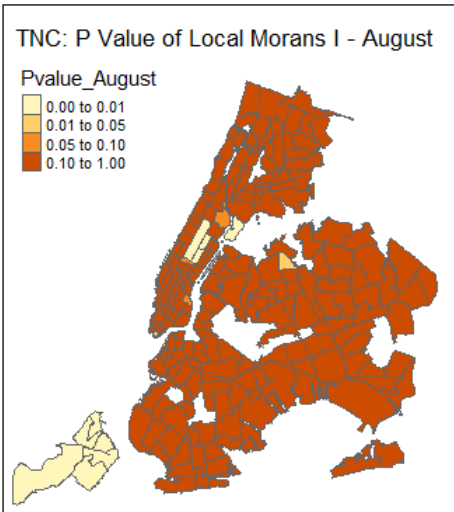 TNC: P Value of Local Morans I - August
Pvalue_August
0.00 to 0.01
0.01 to 0.05
0.05 to 0.10
0.10 to 1.00